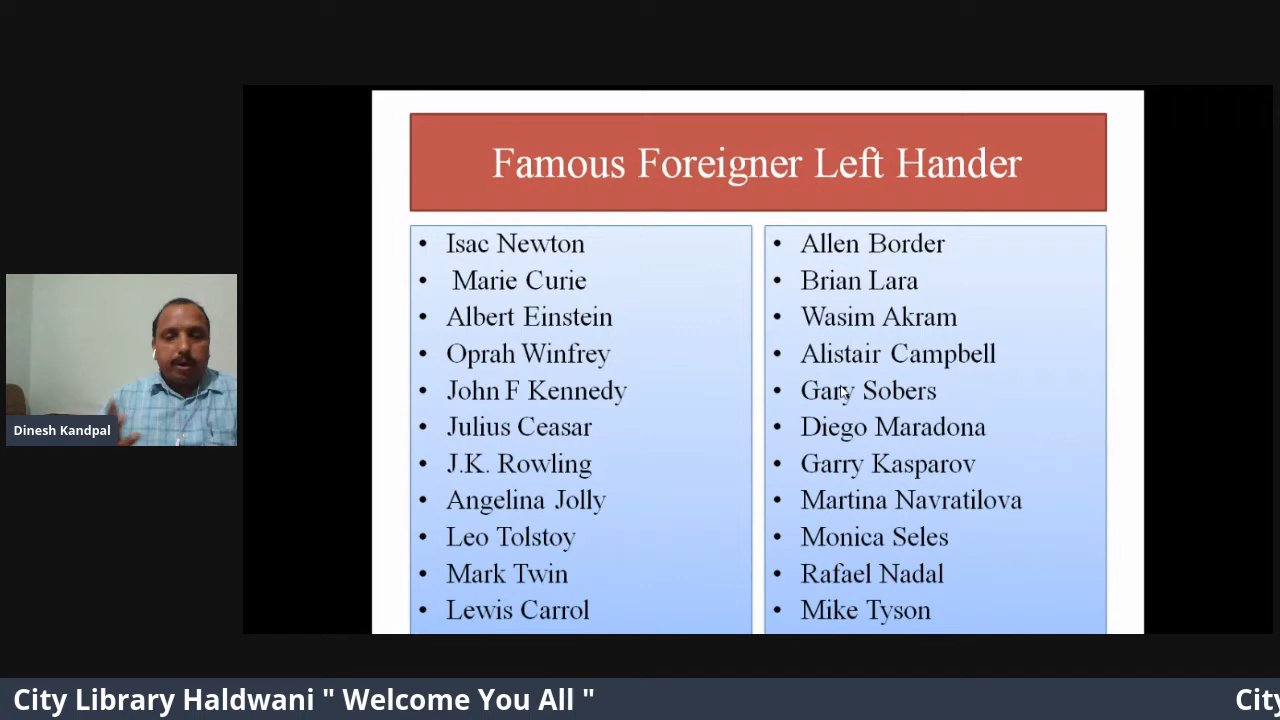 Famous Foreigner Left Hander
• Isac Newton
• Marie Curie
• Albert Einstein
• Oprah Winfrey
• John F Kennedy
• Julius Ceasar
• J.K. Rowling
• Angelina Jolly
• Leo Tolstoy
• Mark Twin
• Lewis Carrol
• Allen Border
• Brian Lara
• Wasim Akram
• Alistair Campbell
• Gary Sobers
• Diego Maradona
• Garry Kasparov
• Martina Navratilova
• Monica Seles
• Rafael Nadal
• Mike Tyson
Dinesh Kandpal
City Library Haldwani " Welcome You All "
City